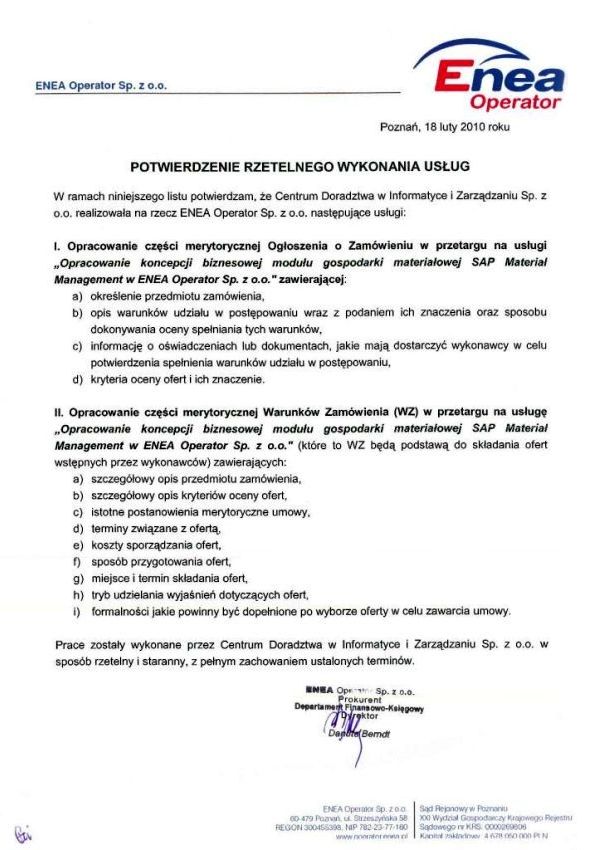 Enea
Operator
ENEA Operator Sp. z o.o.
Poznań, 18 luty 2010 roku
POTWIERDZENIE RZETELNEGO WYKONANIA USŁUG
W ramach niniejszego listu potwierdzam, że Centrum Doradztwa w Informatyce i Zarządzaniu Sp. z
o.o. realizowała na rzecz ENEA Operator Sp. z o.o. następujące usługi:
I. Opracowanie części merytorycznej Ogłoszenia o Zamówieniu w przetargu na usługi
„Opracowanie koncepcji biznesowej modułu gospodarki materiałowej SAP Materiał
Management w ENEA Operator Sp. z o.o." zawierającej:
a) określenie przedmiotu zamówienia,
b) opis warunków udziału w postępowaniu wraz z podaniem ich znaczenia oraz sposobu
dokonywania oceny spełniania tych warunków,
c) informację o oświadczeniach lub dokumentach, jakie mają dostarczyć wykonawcy w celu
potwierdzenia spełnienia warunków udziału w postępowaniu,
d) kryteria oceny ofert i ich znaczenie.
II. Opracowanie części merytorycznej Warunków Zamówienia (WZ) w przetargu na usługę
„Opracowanie koncepcji biznesowej modułu gospodarki materiałowej SAP Materiał
Management w ENEA Operator Sp. z o.o." (które to WZ będą podstawą do składania ofert
wstępnych przez wykonawców) zawierających:
a) szczegółowy opis przedmiotu zamówienia,
b) szczegółowy opis kryteriów oceny ofert,
c) istotne postanowienia merytoryczne umowy,
d) terminy związane z ofertą,
e) koszty sporządzania ofert,
f) sposób przygotowania ofert,
g) miejsce i termin składania ofert,
h) tryb udzielania wyjaśnień dotyczących ofert,
i) formalności jakie powinny być dopełnione po wyborze oferty w celu zawarcia umowy.
Prace zostały wykonane przez Centrum Doradztwa w Informatyce i Zarządzaniu Sp. z o.o. w
sposób rzetelny i staranny, z pełnym zachowaniem ustalonych terminów.
ENEA Operator Sp. z o.o.
Prokurent
Departament Finansowo-Księgowy
Dyrektor
Danuta Berndt
ENEA Operator Sp. z o.o.
60-479 Poznań, ul. Strzeszyńska 58
REGON 300455398, NIP 782-23-77-160
www.operator.enea.pl
Sąd Rejonowy w Poznaniu
XXI Wydział Gospodarczy Krajowego Rejestru
Sądowego nr KRS: 0000269806
Kapitał zakładowy: 4 678 050 000 PLN